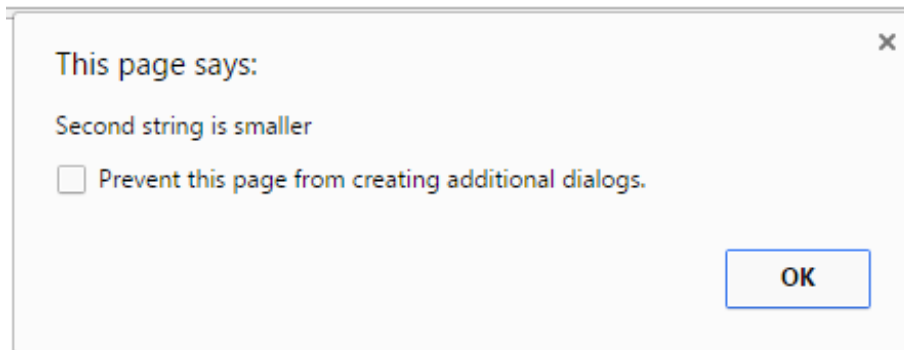 This page says:
Second string is smaller
Prevent this page from creating additional dialogs.
OK